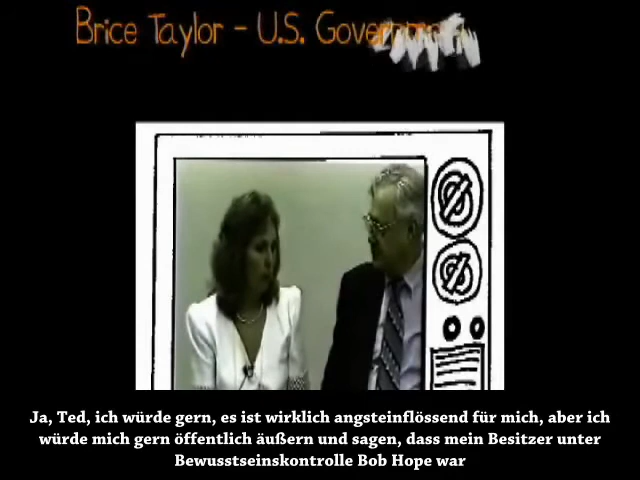 Brice Taylor - U.S.
Ja, Ted, ich würde gern, es ist wirklich angsteinflössend für mich, aber ich
würde mich gern öffentlich äußern und sagen, dass mein Besitzer unter
Bewusstseinskontrolle Bob Hope war